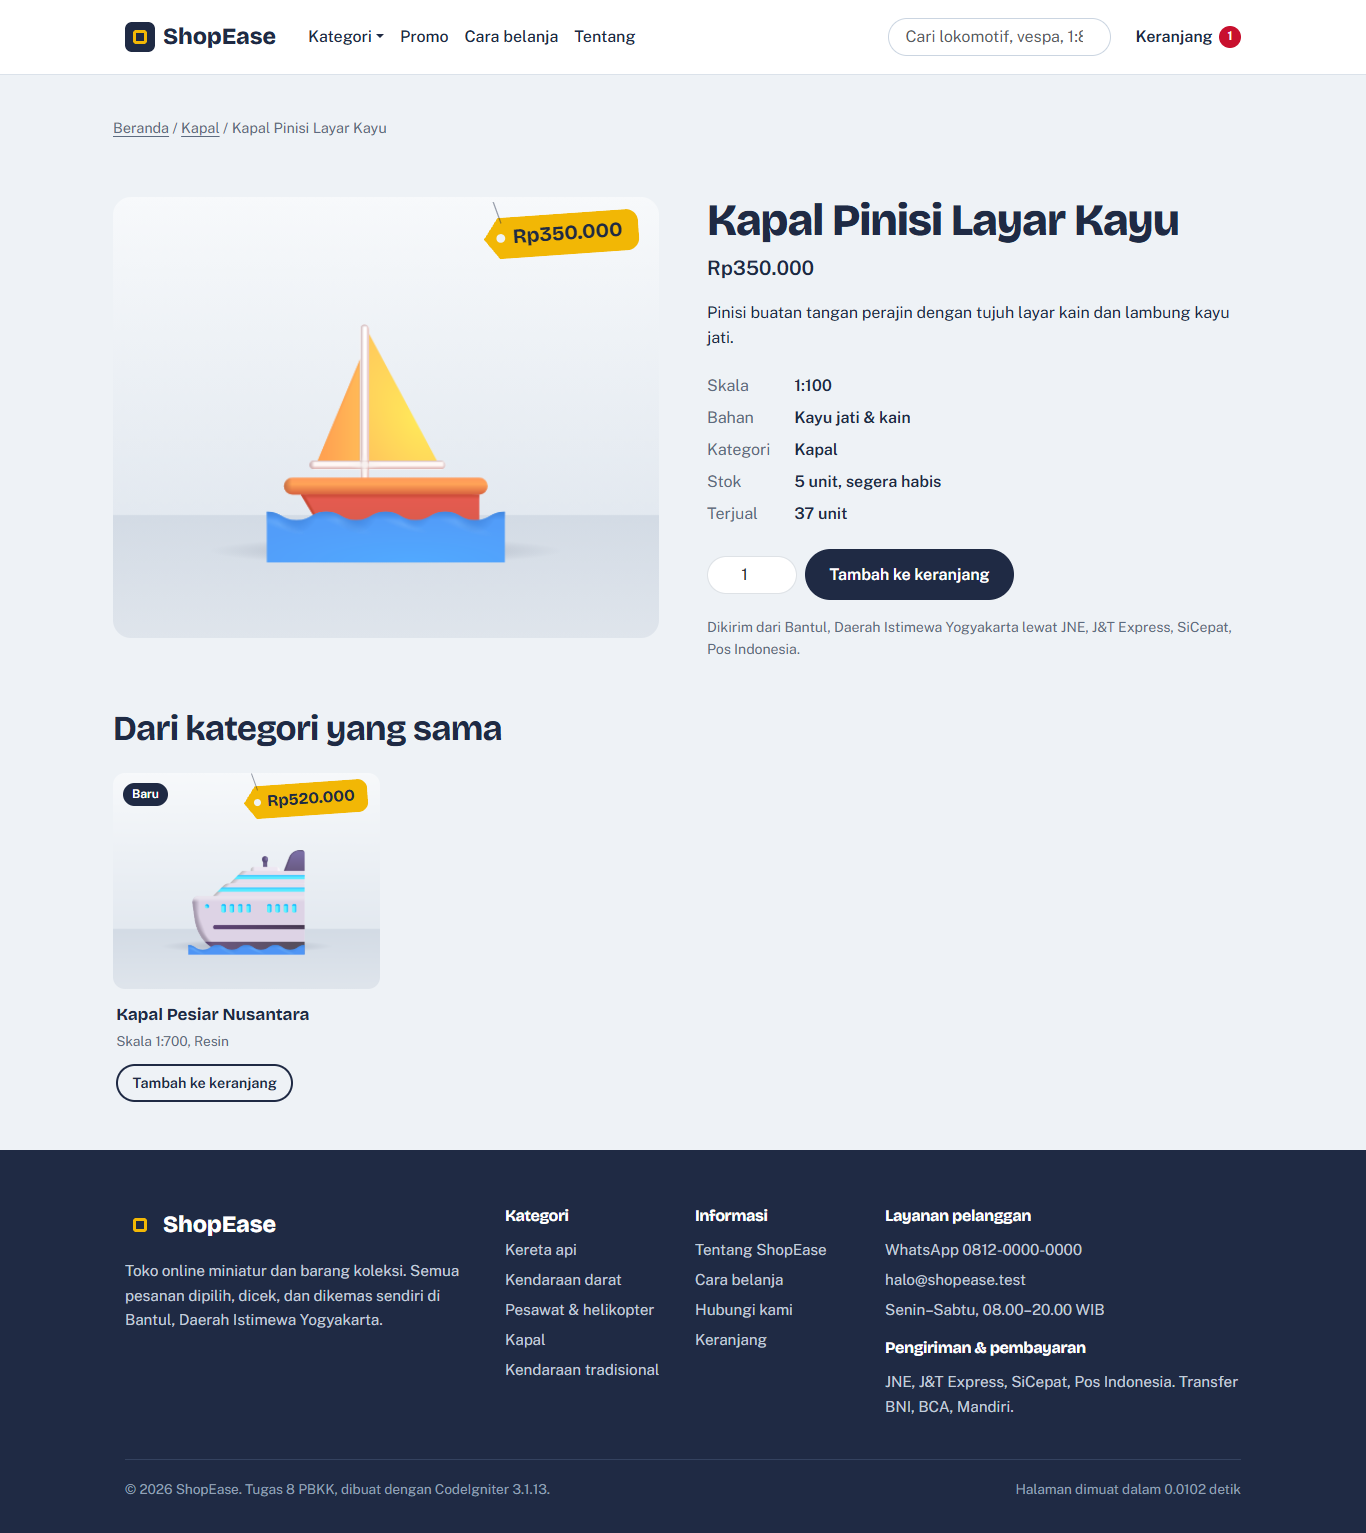 ShopEase
Kategori
Promo
Cara belanja
Tentang
Cari lokomotif, vespa, 1:8
Keranjang 1
Beranda / Kapal / Kapal Pinisi Layar Kayu
Rp350.000
Kapal Pinisi Layar Kayu
Rp350.000
Pinisi buatan tangan perajin dengan tujuh layar kain dan lambung kayu
jati.
Skala 1:100
Bahan Kayu jati & kain
Kategori Kapal
Stok 5 unit, segera habis
Terjual 37 unit
1
Tambah ke keranjang
Dikirim dari Bantul, Daerah Istimewa Yogyakarta lewat JNE, J&T Express, SiCepat,
Pos Indonesia.
Dari kategori yang sama
Baru
Rp520.000
Kapal Pesiar Nusantara
Skala 1:700, Resin
Tambah ke keranjang
ShopEase
Toko online miniatur dan barang koleksi. Semua
pesanan dipilih, dicek, dan dikemas sendiri di
Bantul, Daerah Istimewa Yogyakarta.
Kategori
Kereta api
Kendaraan darat
Pesawat & helikopter
Kapal
Kendaraan tradisional
Informasi
Tentang ShopEase
Cara belanja
Hubungi kami
Keranjang
Layanan pelanggan
WhatsApp 0812-0000-0000
halo@shopease.test
Senin–Sabtu, 08.00–20.00 WIB
Pengiriman & pembayaran
JNE, J&T Express, SiCepat, Pos Indonesia. Transfer
BNI, BCA, Mandiri.
© 2026 ShopEase. Tugas 8 PBKK, dibuat dengan CodeIgniter 3.1.13.
Halaman dimuat dalam 0.0102 detik